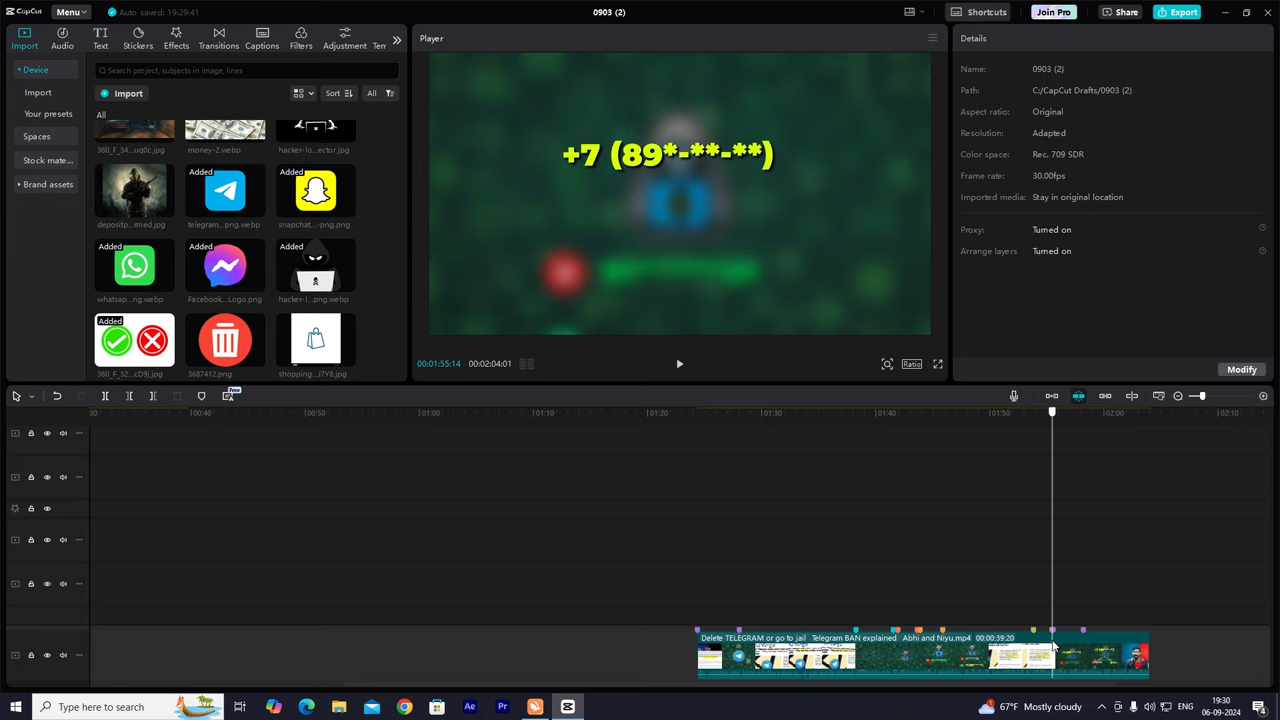 CapCut Menu Auto saved: 19:29:41 0903 (2) Shortcuts Join Pro Share Export
Import Audio Text Stickers Effects Transitions Captions Filters Adjustment
Device
Import
Your presets
Spaces
Stock mate...
Brand assets
Search project, subjects in image, lines
Import Sort All
All
360_F_34...uq0c.jpg money-2.webp hacker-lo...ector.jpg
Added Added
depositp...rmed.jpg telegram...png.webp snapchat...-png.png
Added Added Added
whatsap...ng.webp Facebook...Logo.png hacker-l...png.webp
Added
360_F_32...cD9j.jpg 3687412.png shopping...J7Y8.jpg
Player
+7 (89*-**-**)
00:01:55:14 00:02:04:01
Ratio
Details
Name: 0903 (2)
Path: C:/CapCut Drafts/0903 (2)
Aspect ratio: Original
Resolution: Adapted
Color space: Rec. 709 SDR
Frame rate: 30.00fps
Imported media: Stay in original location
Proxy: Turned on
Arrange layers Turned on
Modify
Free
00:40 00:50 01:00 01:10 01:20 01:30 01:40 01:50 02:00 02:10
Delete TELEGRAM or go to jail Telegram BAN explained Abhi and Niyu.mp4 00:00:39:20
Type here to search
Ae Pr
67°F Mostly cloudy
ENG
19:30
06-09-2024